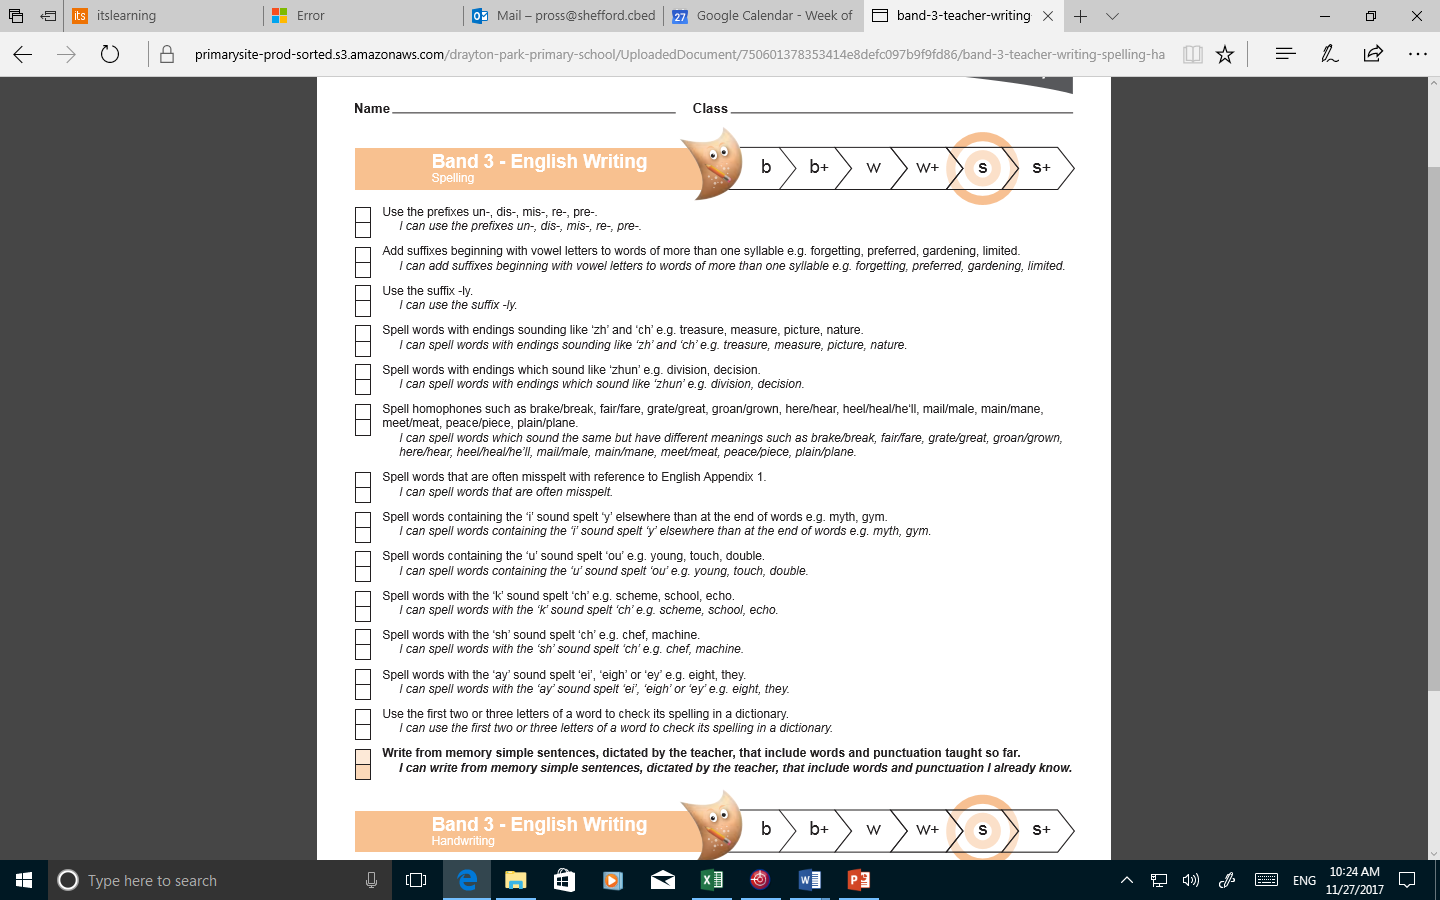 itslearning
Error
Mail – pross@shefford.cbed
Google Calendar - Week of
band-3-teacher-writing
primarysite-prod-sorted.s3.amazonaws.com/drayton-park-primary-school/UploadedDocument/750601378353414e8defc097b9f9fd86/band-3-teacher-writing-spelling-ha
Name Class
Band 3 - English Writing
Spelling
b b+ w w+ s s+
Use the prefixes un-, dis-, mis-, re-, pre-.
I can use the prefixes un-, dis-, mis-, re-, pre-.
Add suffixes beginning with vowel letters to words of more than one syllable e.g. forgetting, preferred, gardening, limited.
I can add suffixes beginning with vowel letters to words of more than one syllable e.g. forgetting, preferred, gardening, limited.
Use the suffix -ly.
I can use the suffix -ly.
Spell words with endings sounding like ‘zh’ and ‘ch’ e.g. treasure, measure, picture, nature.
I can spell words with endings sounding like ‘zh’ and ‘ch’ e.g. treasure, measure, picture, nature.
Spell words with endings which sound like ‘zhun’ e.g. division, decision.
I can spell words with endings which sound like ‘zhun’ e.g. division, decision.
Spell homophones such as brake/break, fair/fare, grate/great, groan/grown, here/hear, heel/heal/he'll, mail/male, main/mane,
meet/meat, peace/piece, plain/plane.
I can spell words which sound the same but have different meanings such as brake/break, fair/fare, grate/great, groan/grown,
here/hear, heel/heal/he’ll, mail/male, main/mane, meet/meat, peace/piece, plain/plane.
Spell words that are often misspelt with reference to English Appendix 1.
I can spell words that are often misspelt.
Spell words containing the ‘i’ sound spelt ‘y’ elsewhere than at the end of words e.g. myth, gym.
I can spell words containing the ‘i’ sound spelt ‘y’ elsewhere than at the end of words e.g. myth, gym.
Spell words containing the ‘u’ sound spelt ‘ou’ e.g. young, touch, double.
I can spell words containing the ‘u’ sound spelt ‘ou’ e.g. young, touch, double.
Spell words with the ‘k’ sound spelt ‘ch’ e.g. scheme, school, echo.
I can spell words with the ‘k’ sound spelt ‘ch’ e.g. scheme, school, echo.
Spell words with the ‘sh’ sound spelt ‘ch’ e.g. chef, machine.
I can spell words with the ‘sh’ sound spelt ‘ch’ e.g. chef, machine.
Spell words with the ‘ay’ sound spelt ‘ei’, ‘eigh’ or ‘ey’ e.g. eight, they.
I can spell words with the ‘ay’ sound spelt ‘ei’, ‘eigh’ or ‘ey’ e.g. eight, they.
Use the first two or three letters of a word to check its spelling in a dictionary.
I can use the first two or three letters of a word to check its spelling in a dictionary.
Write from memory simple sentences, dictated by the teacher, that include words and punctuation taught so far.
I can write from memory simple sentences, dictated by the teacher, that include words and punctuation I already know.
Band 3 - English Writing
Handwriting
b b+ w w+ s s+
Type here to search
ENG
10:24 AM
11/27/2017